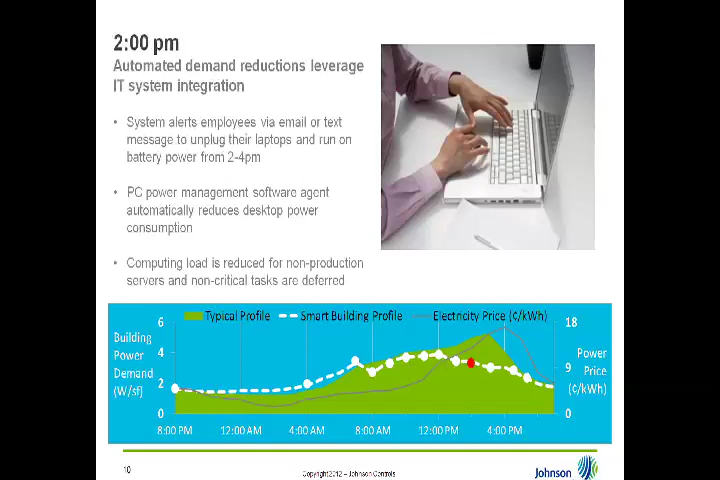 2:00 pm
Automated demand reductions leverage
IT system integration
• System alerts employees via email or text
message to unplug their laptops and run on
battery power from 2-4pm
• PC power management software agent
automatically reduces desktop power
consumption
• Computing load is reduced for non-production
servers and non-critical tasks are deferred
Typical Profile Smart Building Profile Electricity Price (¢/kWh)
Building
Power
Demand
(W/sf)
6
4
2
0
18
9
0
Power
Price
(¢/kWh)
8:00 PM 12:00 AM 4:00 AM 8:00 AM 12:00 PM 4:00 PM
10
Copyright 2012 – Johnson Controls
Johnson